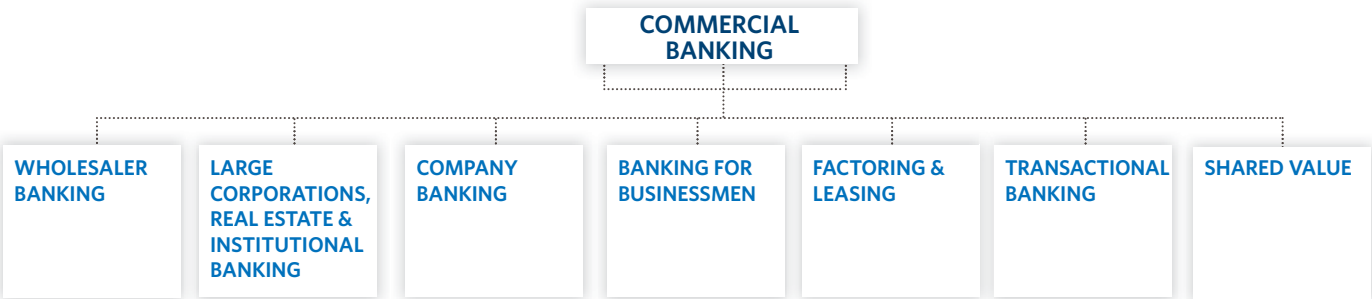 COMMERCIAL
BANKING
WHOLESALER
BANKING
LARGE
CORPORATIONS,
REAL ESTATE &
INSTITUTIONAL
BANKING
COMPANY
BANKING
BANKING FOR
BUSINESSMEN
FACTORING &
LEASING
TRANSACTIONAL
BANKING
SHARED VALUE